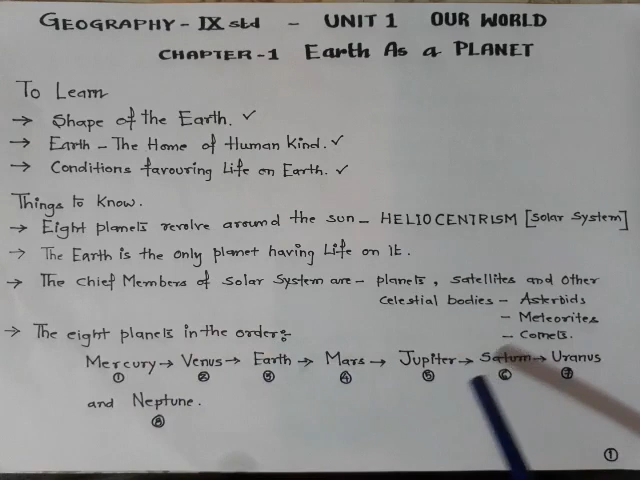 GEOGRAPHY - IX std - UNIT 1 OUR WORLD
CHAPTER-1 Earth As a PLANET
To Learn
→ Shape of the Earth. ✓
→ Earth - The Home of Human Kind. ✓
→ Conditions favouring Life on Earth. ✓
Things to Know.
→ Eight planets revolve around the sun - HELIOCENTRISM [Solar System]
→ The Earth is the only planet having Life on It.
→ The Chief Members of Solar System are - planets, satellites and other
celestial bodies - Asteroids
- Meteorites
- Comets.
→ The eight planets in the order:-
Mercury → Venus → Earth → Mars → Jupiter → Saturn → Uranus
① ② ③ ④ ⑤ ⑥ ⑦
and Neptune.
⑧
①